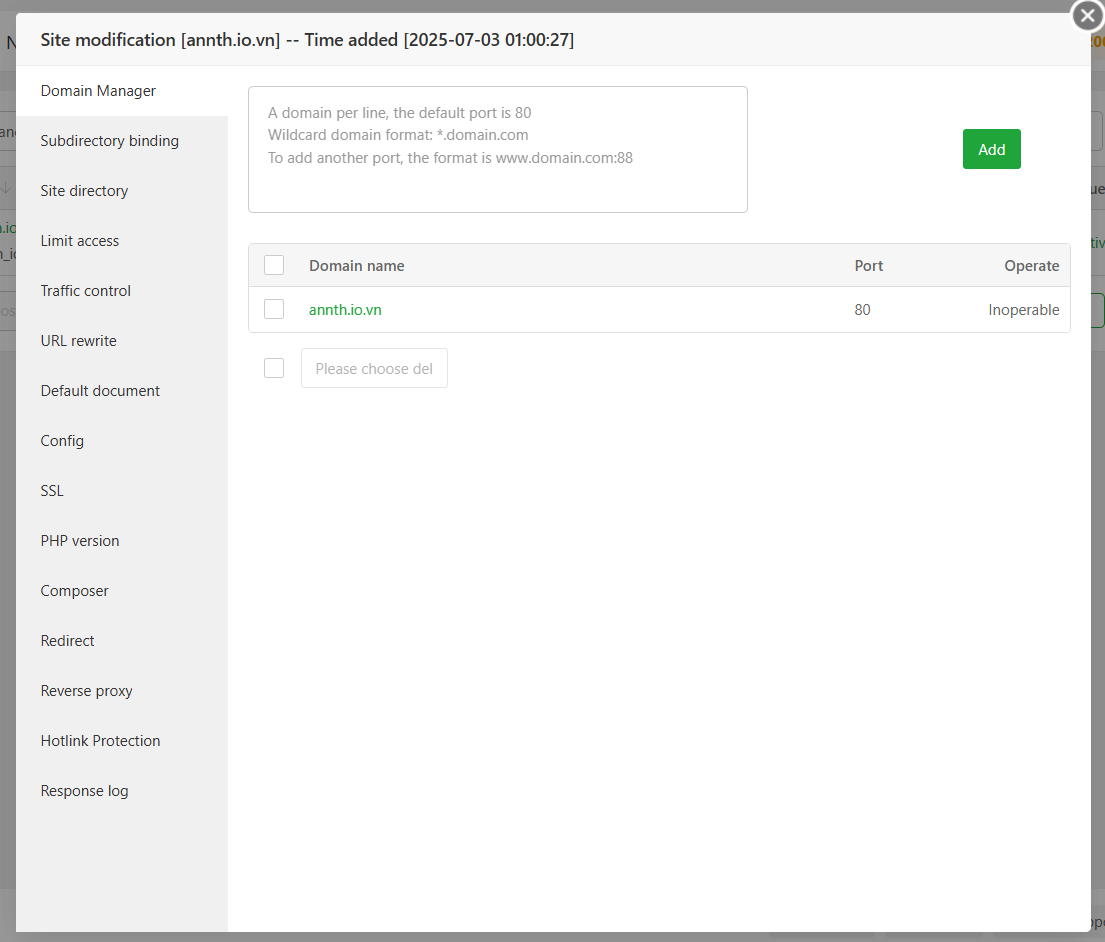 Site modification [annth.io.vn] -- Time added [2025-07-03 01:00:27]
Domain Manager
Subdirectory binding
Site directory
Limit access
Traffic control
URL rewrite
Default document
Config
SSL
PHP version
Composer
Redirect
Reverse proxy
Hotlink Protection
Response log
A domain per line, the default port is 80
Wildcard domain format: *.domain.com
To add another port, the format is www.domain.com:88
Add
Domain name Port Operate
annth.io.vn 80 Inoperable
Please choose del